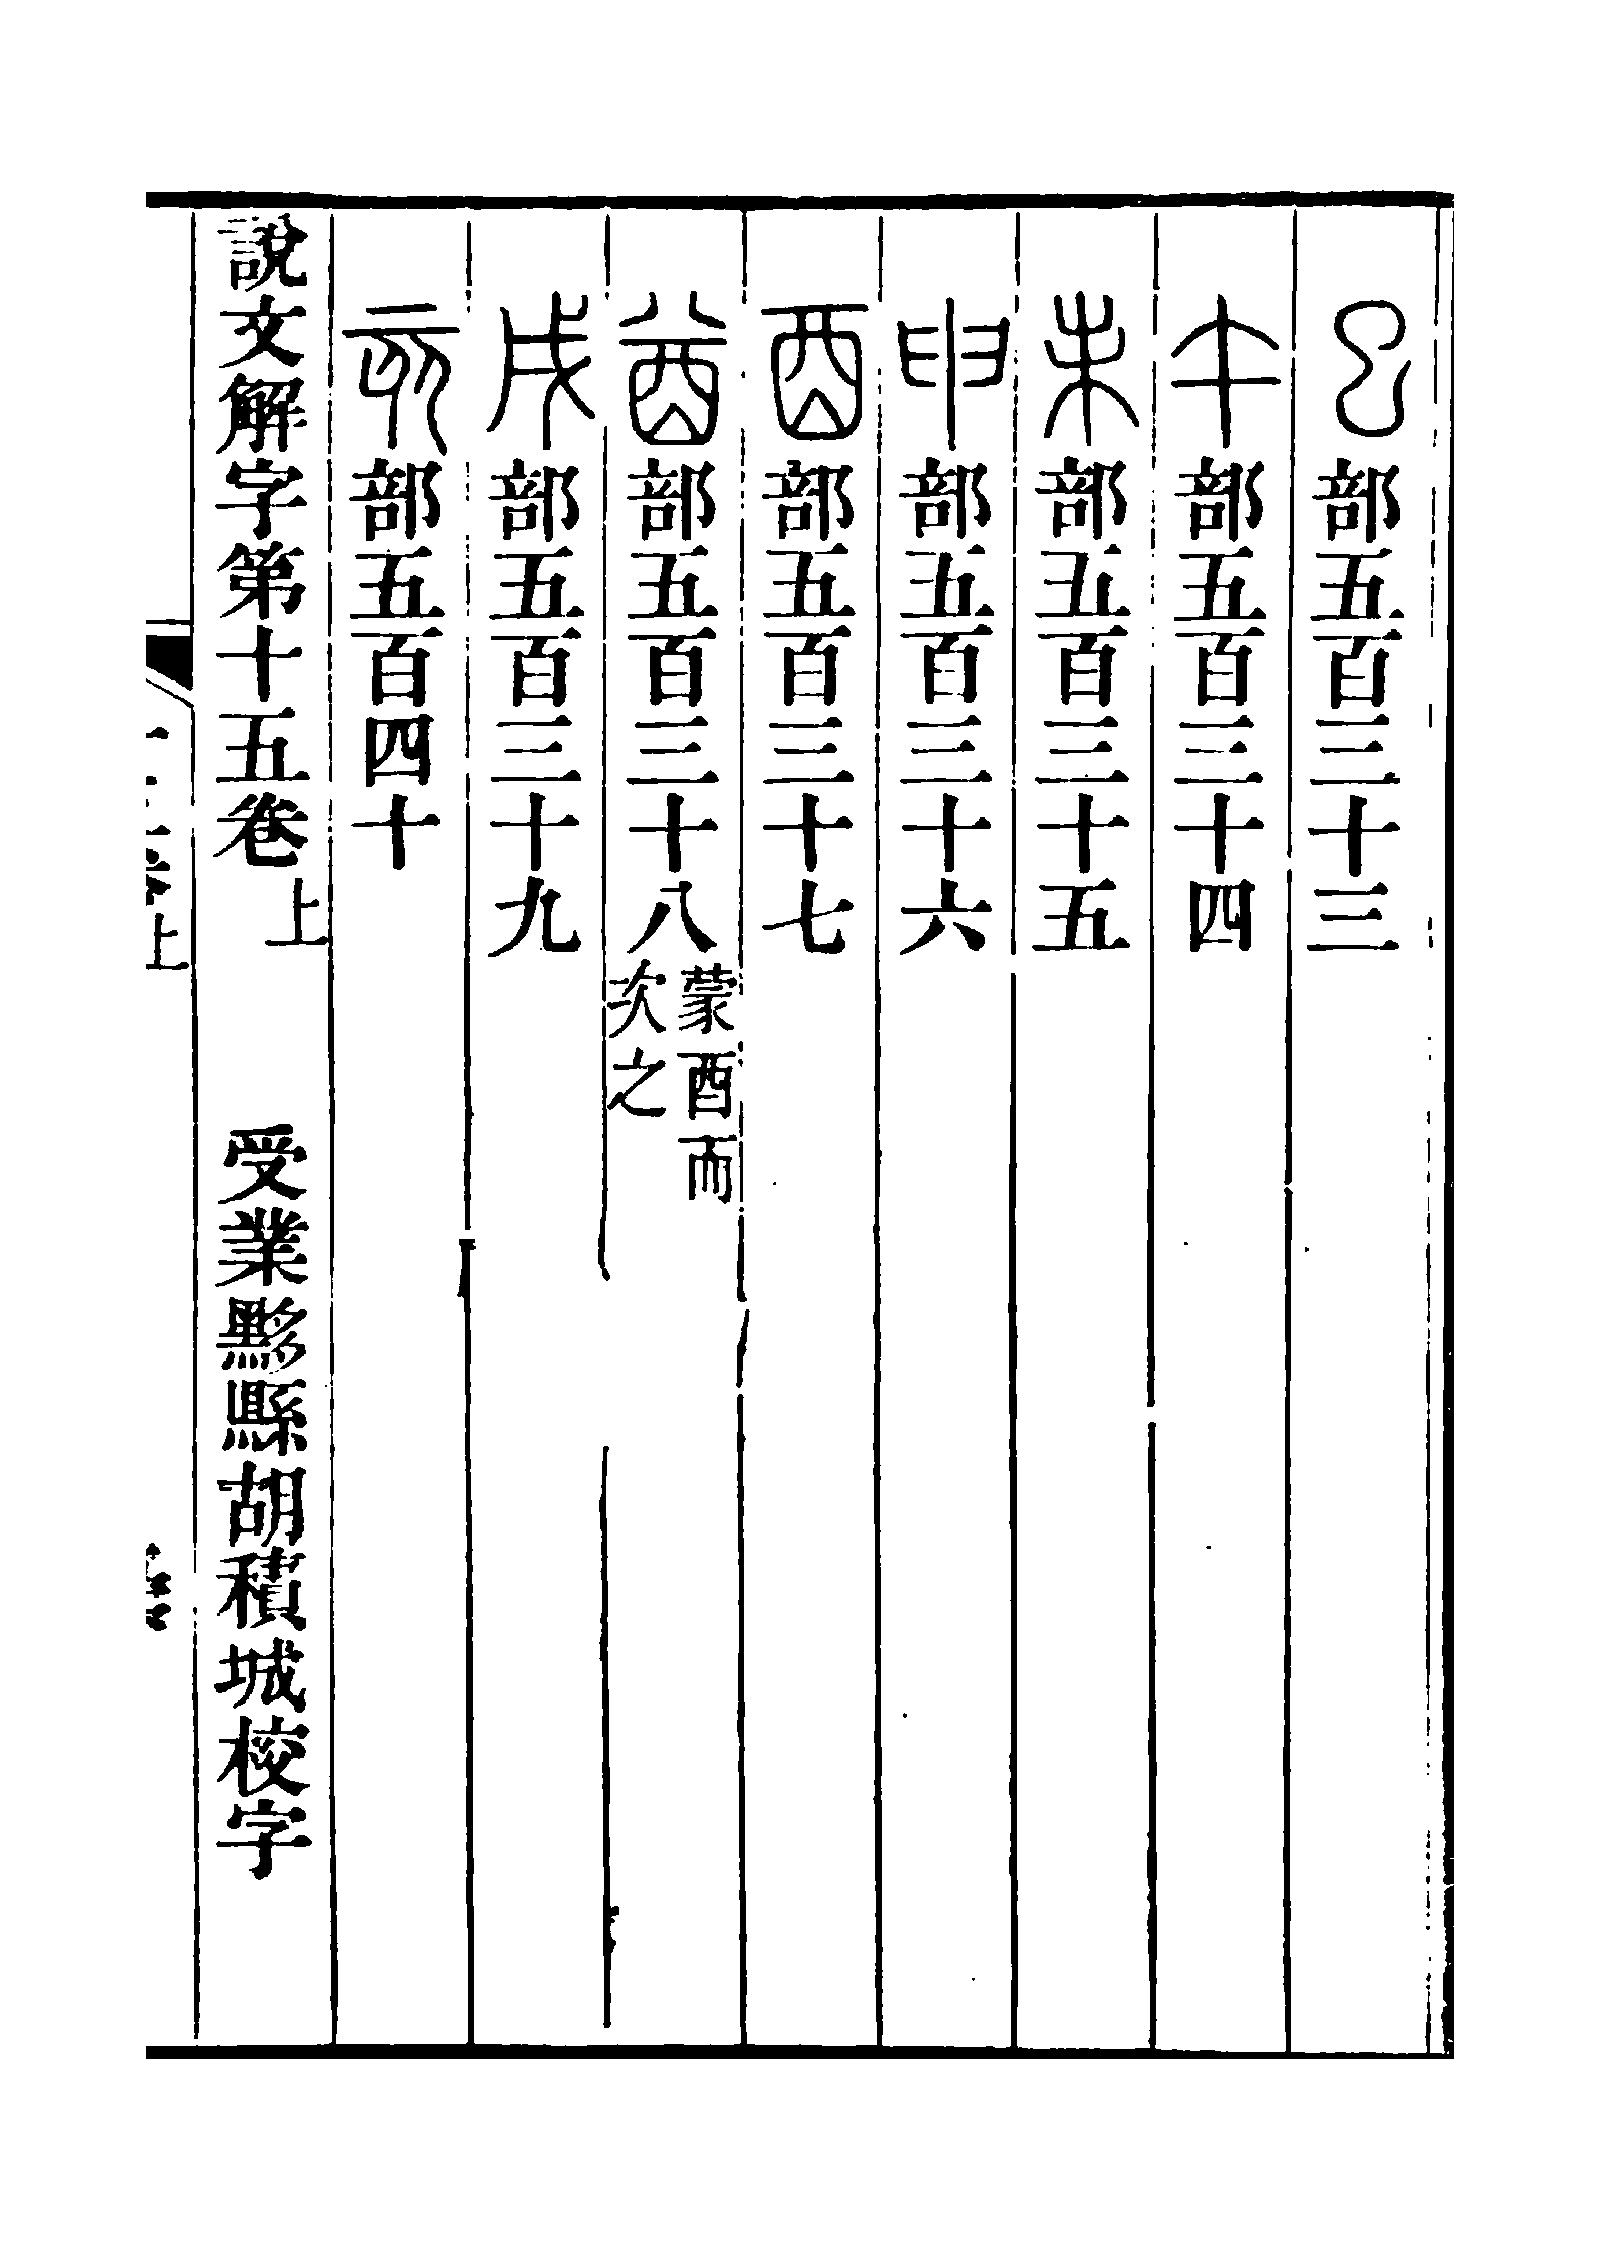 巳部五百三十三
午部五百三十四
未部五百三十五
申部五百三十六
酉部五百三十七
酋部五百三十八蒙酉而
次之
戌部五百三十九
亥部五百四十
說文解字第十五卷上　受業黟縣胡積城校字
上